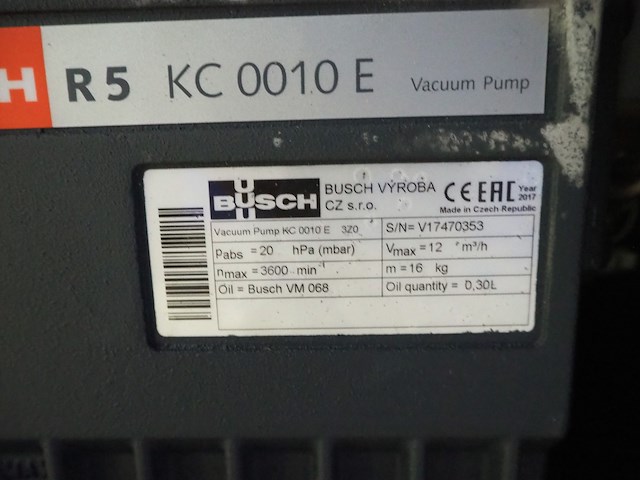 H R 5 KC 0010 E Vacuum Pump
BUSCH BUSCH VÝROBA CE EAC Year
CZ s.r.o. 2017
Made in Czech Republic
Vacuum Pump KC 0010 E 3Z0 S/N= V17470353
Pabs = 20 hPa (mbar) Vmax = 12 m³/h
nmax = 3600 min⁻¹ m = 16 kg
Oil = Busch VM 068 Oil quantity = 0,30L